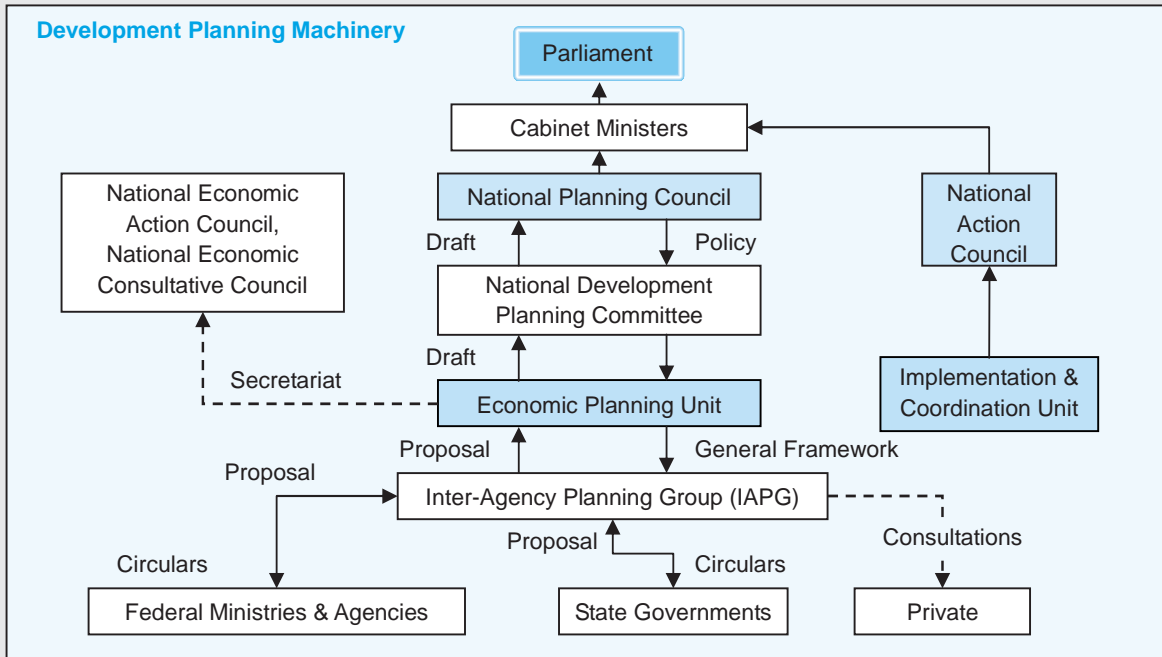 Development Planning Machinery
Parliament
Cabinet Ministers
National Economic
Action Council,
National Economic
Consultative Council
National Planning Council
National
Action
Council
Draft
Policy
National Development
Planning Committee
Draft
Secretariat
Economic Planning Unit
Implementation &
Coordination Unit
Proposal
General Framework
Proposal
Inter-Agency Planning Group (IAPG)
Proposal
Consultations
Circulars
Circulars
Federal Ministries & Agencies
State Governments
Private